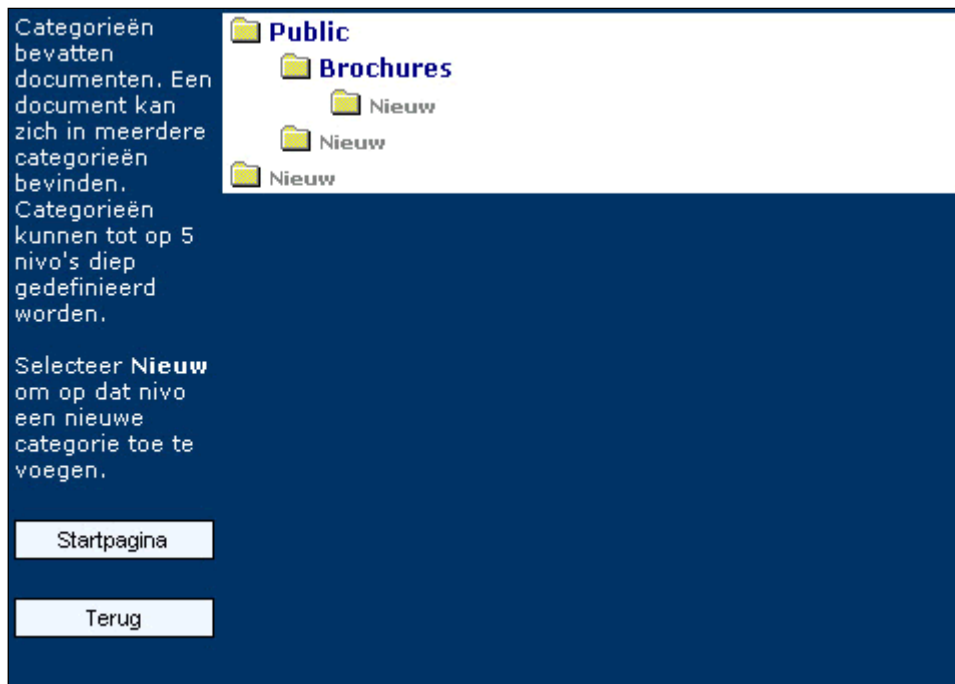 Categorieën
bevatten
documenten. Een
document kan
zich in meerdere
categorieën
bevinden.
Categorieën
kunnen tot op 5
nivo's diep
gedefinieerd
worden.
Selecteer Nieuw
om op dat nivo
een nieuwe
categorie toe te
voegen.
Startpagina
Terug
Public
Brochures
Nieuw
Nieuw
Nieuw